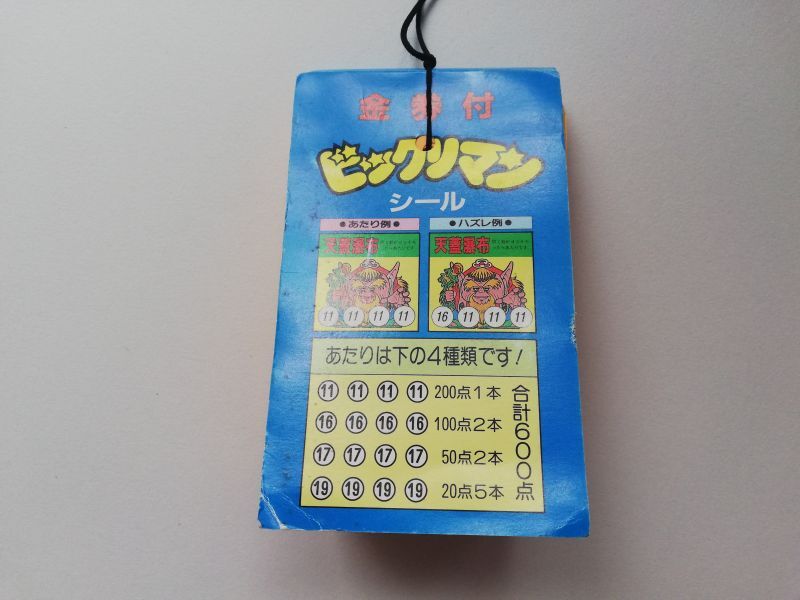 金券付
ビックリマン
シール
●あたり例●
●ハズレ例●
天蓋瀑布
天蓋瀑布
11 11 11 11
16 11 11 11
あたりは下の4種類です!
11 11 11 11 200点1本
16 16 16 16 100点2本
17 17 17 17 50点2本
19 19 19 19 20点5本
合計600点